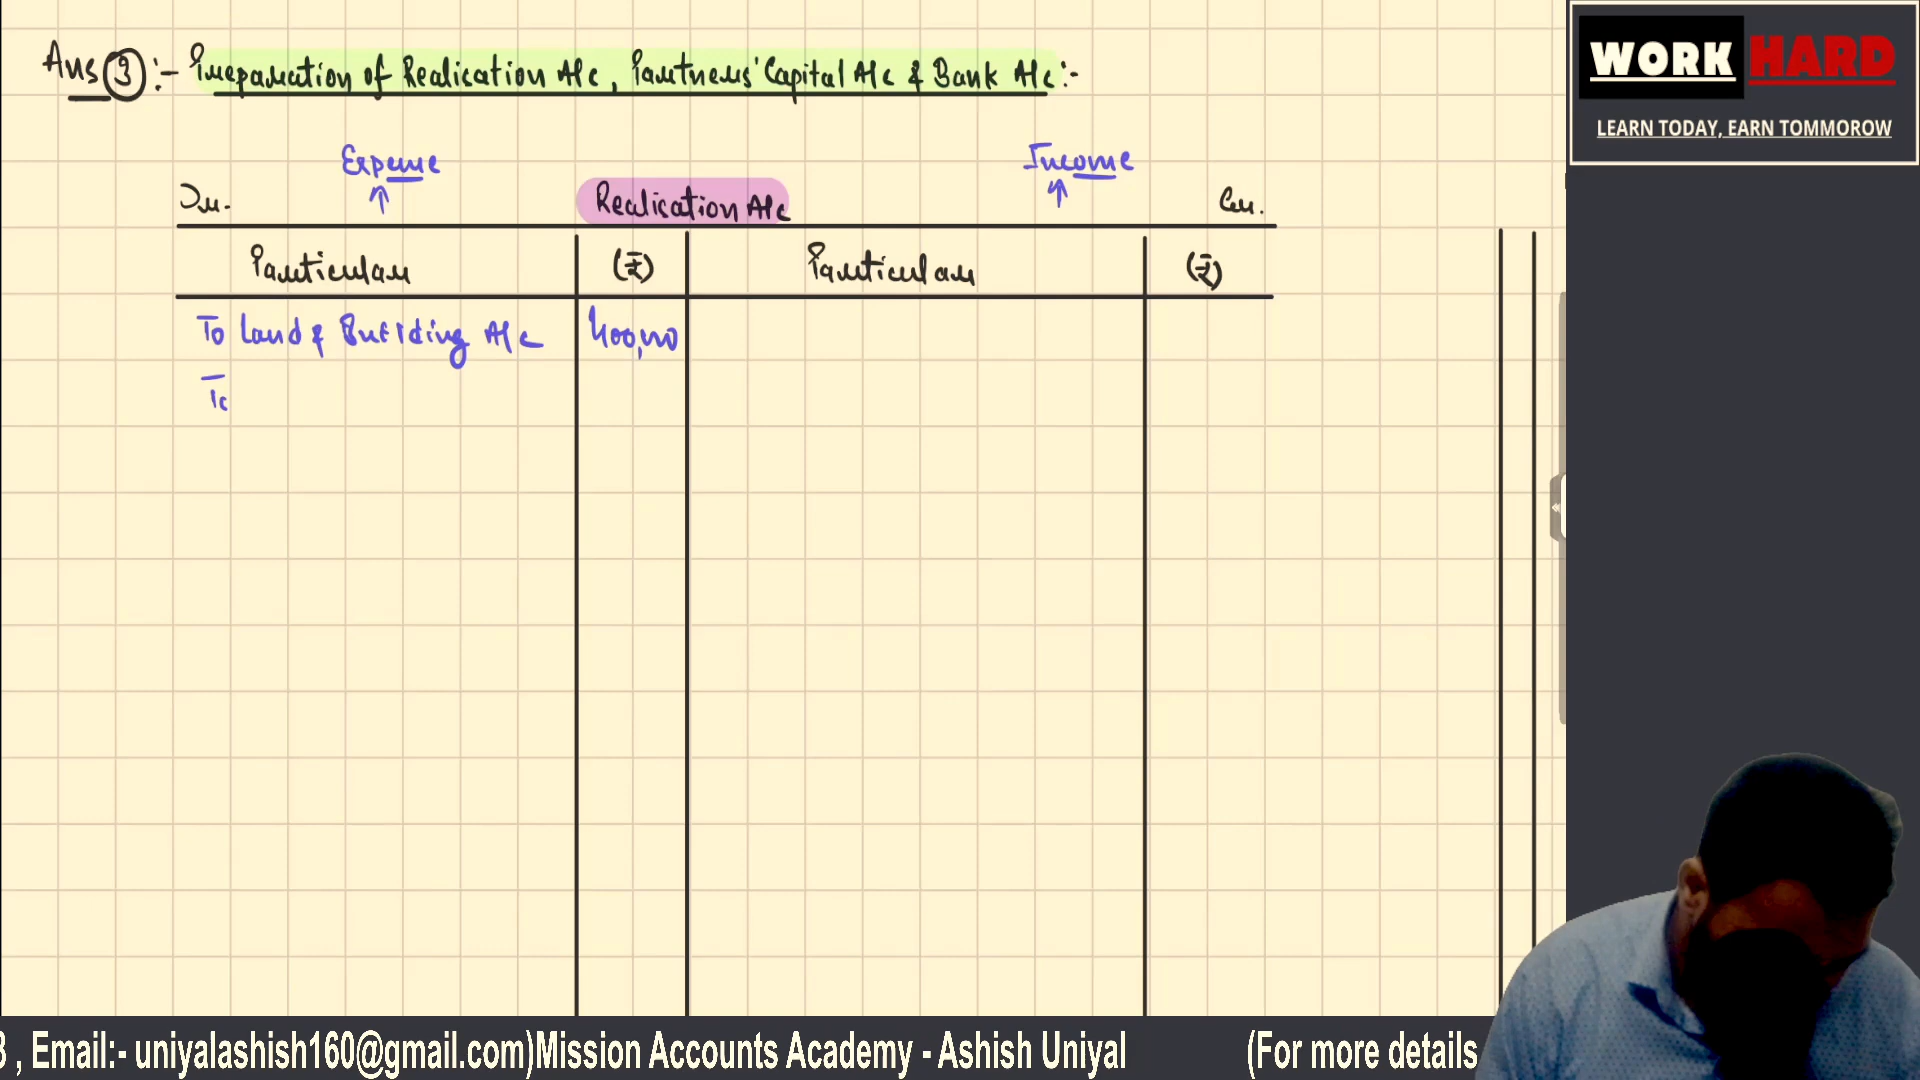 Ans ③ :- Preparation of Realisation A/c, Partners' Capital A/c & Bank A/c :-
WORK HARD
LEARN TODAY, EARN TOMMOROW
Expense
Income
Dr.
Realisation A/c
Cr.
Particulars (₹) Particulars (₹)
To Land & Building A/c 400,000
To
, Email:- uniyalashish160@gmail.com)Mission Accounts Academy - Ashish Uniyal (For more details